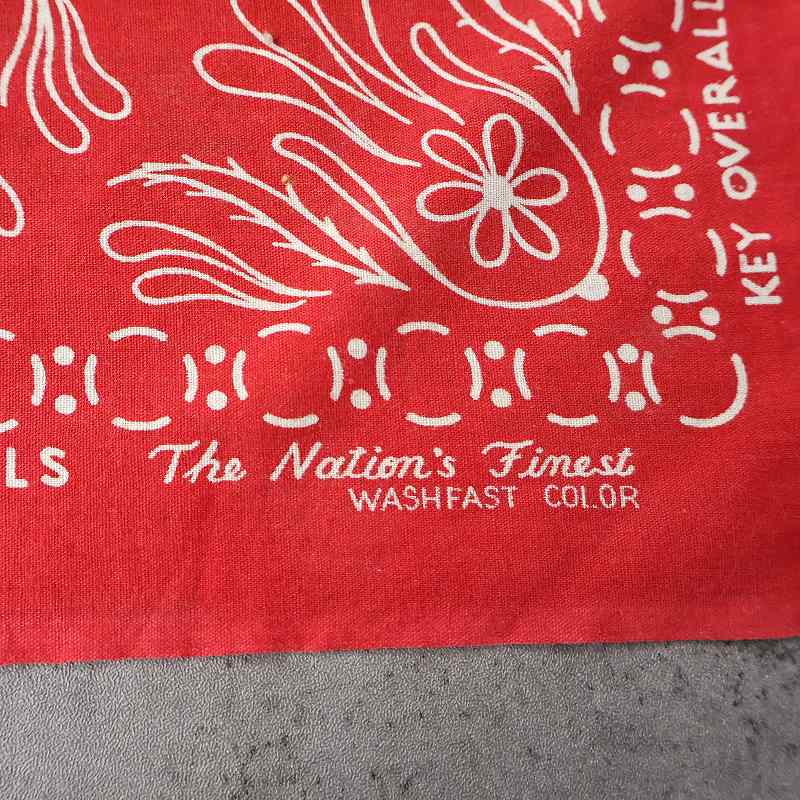 KEY OVERALL
LS
The Nation's Finest
WASHFAST COLOR